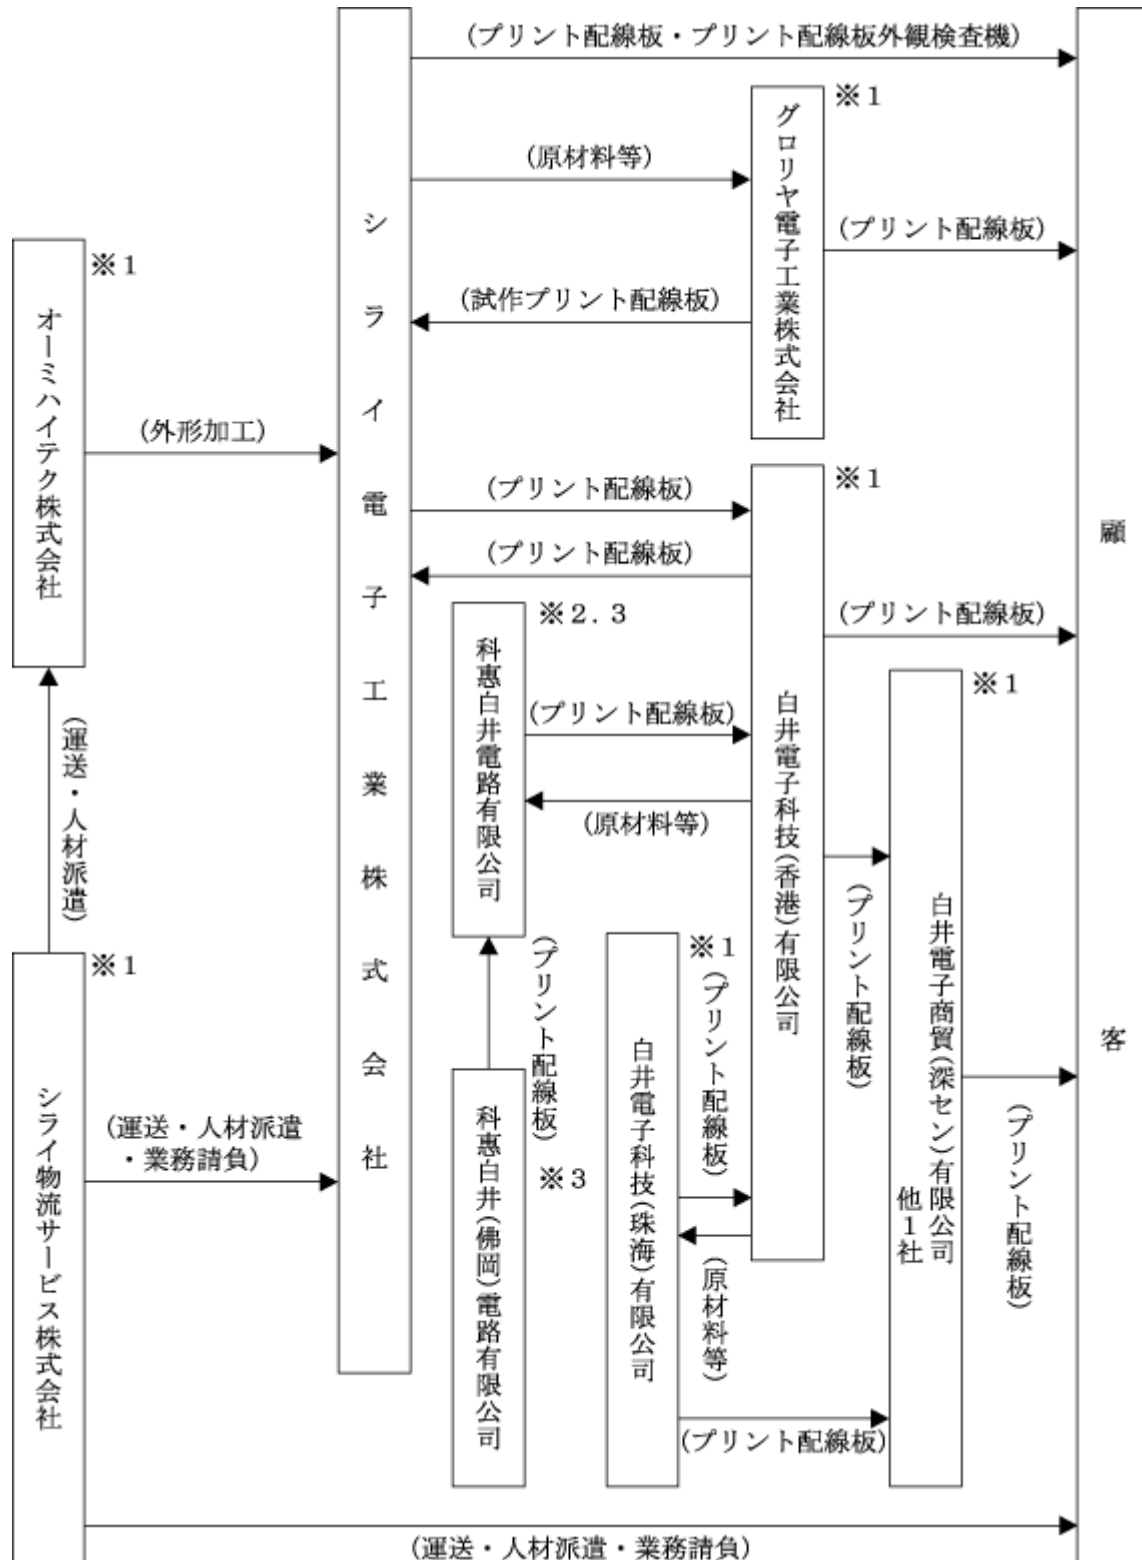 (プリント配線板・プリント配線板外観検査機)
※1
グロリヤ電子工業株式会社
(原材料等)
(プリント配線板)
(試作プリント配線板)
シライ電子工業株式会社
※1
オーミハイテク株式会社
(外形加工)
※1
(プリント配線板)
(プリント配線板)
顧客
※2.3
(プリント配線板)
科惠白井電路有限公司
※1
(プリント配線板)
白井電子科技(香港)有限公司
(原材料等)
(運送・人材派遣)
(プリント配線板)
白井電子商貿(深セン)有限公司
他1社
※1
(プリント配線板)
※1
(プリント配線板)
白井電子科技(珠海)有限公司
科惠白井(佛岡)電路有限公司
※3
シライ物流サービス株式会社
(運送・人材派遣
・業務請負)
(プリント配線板)
(原材料等)
(プリント配線板)
(運送・人材派遣・業務請負)